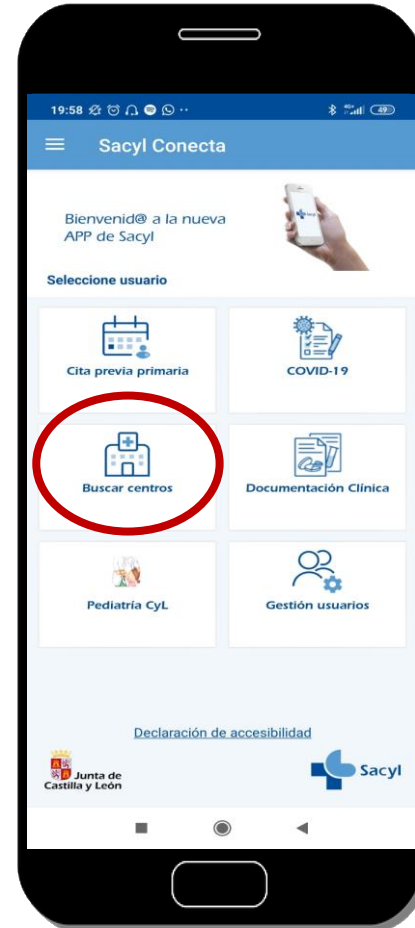 19:58
49
Sacyl Conecta
Bienvenid@ a la nueva
APP de Sacyl
Seleccione usuario
Cita previa primaria
COVID-19
Buscar centros
Documentación Clínica
Pediatría CyL
Gestión usuarios
Declaración de accesibilidad
Junta de
Castilla y León
Sacyl